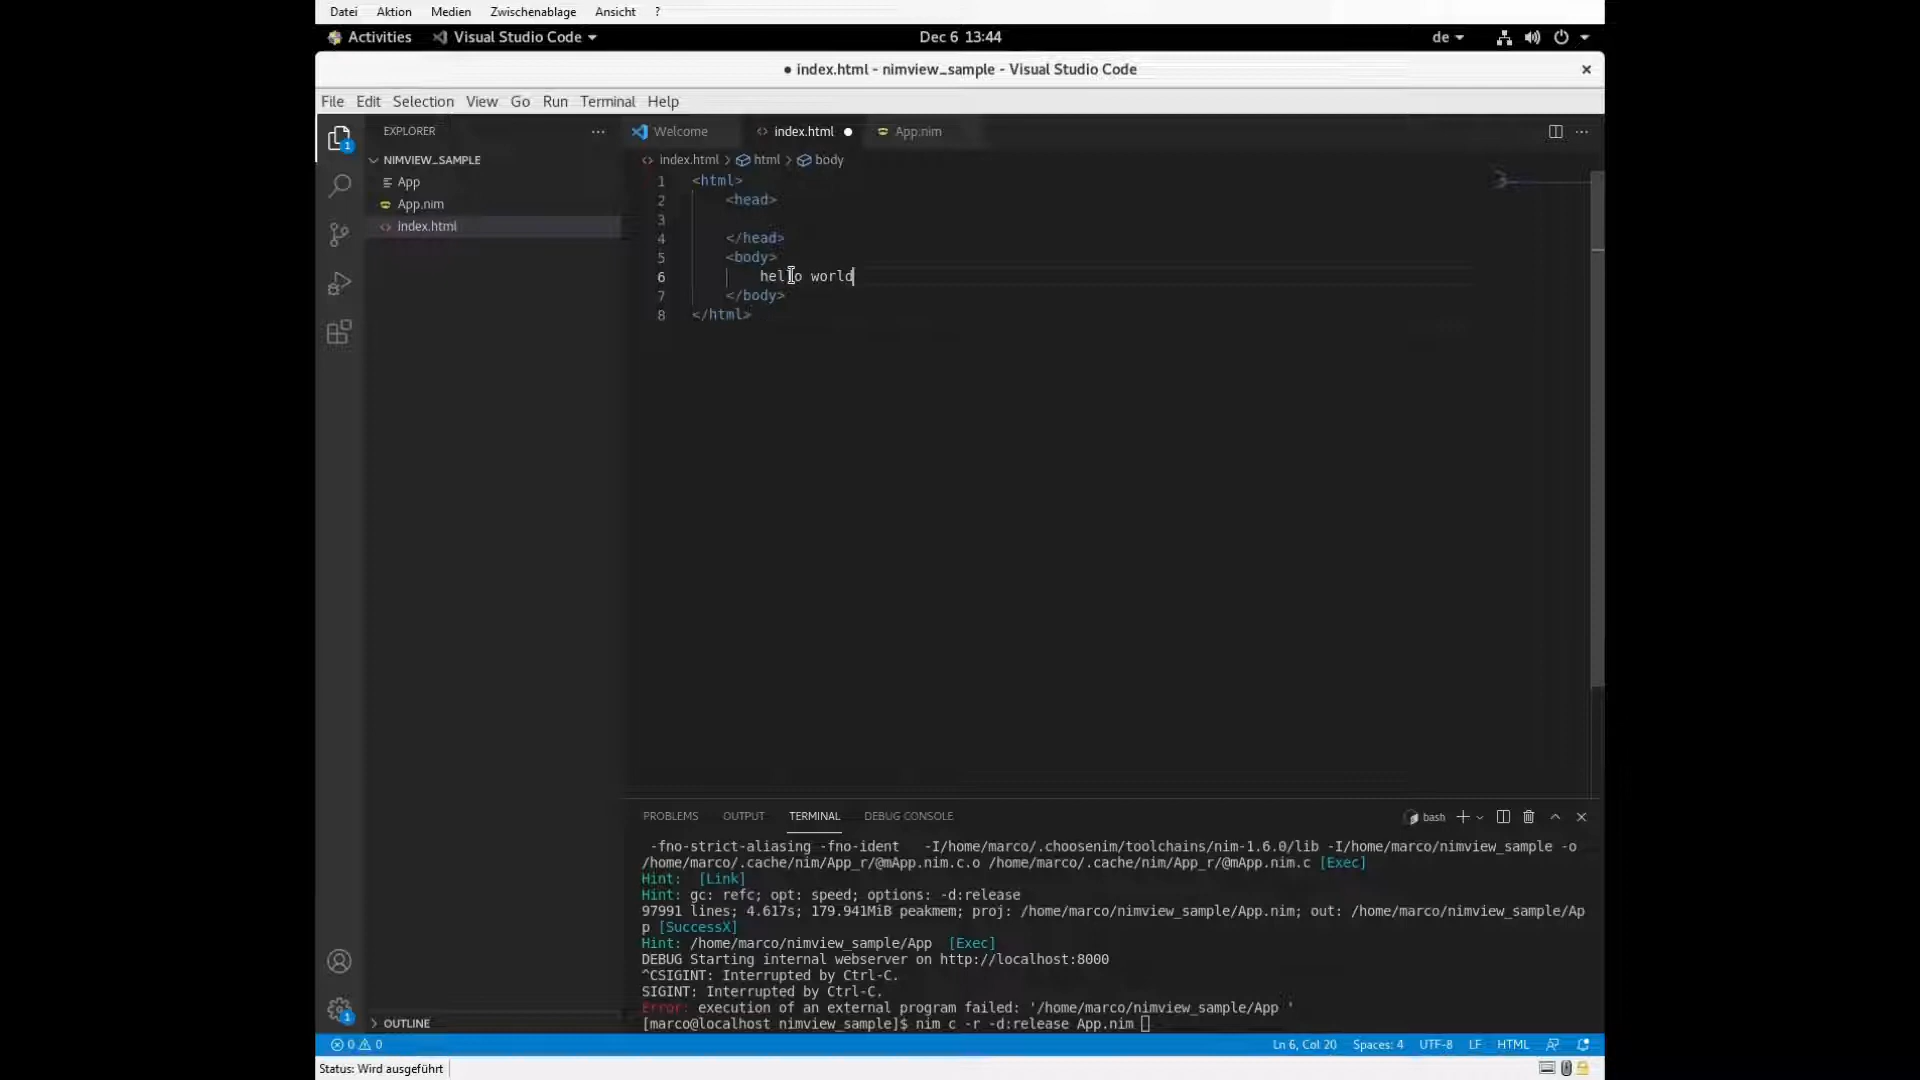 Datei Aktion Medien Zwischenablage Ansicht ?
Activities Visual Studio Code Dec 6 13:44 de
● index.html - nimview_sample - Visual Studio Code ×
File Edit Selection View Go Run Terminal Help
EXPLORER ··· Welcome index.html ● App.nim ···
NIMVIEW_SAMPLE
App
App.nim
index.html
index.html > html > body
1 <html>
2 <head>
3
4 </head>
5 <body>
6 hello world
7 </body>
8 </html>
1
PROBLEMS OUTPUT TERMINAL DEBUG CONSOLE bash
-fno-strict-aliasing -fno-ident -I/home/marco/.choosenim/toolchains/nim-1.6.0/lib -I/home/marco/nimview_sample -o
/home/marco/.cache/nim/App_r/@mApp.nim.c.o /home/marco/.cache/nim/App_r/@mApp.nim.c [Exec]
Hint: [Link]
Hint: gc: refc; opt: speed; options: -d:release
97991 lines; 4.617s; 179.941MiB peakmem; proj: /home/marco/nimview_sample/App.nim; out: /home/marco/nimview_sample/Ap
p [SuccessX]
Hint: /home/marco/nimview_sample/App [Exec]
DEBUG Starting internal webserver on http://localhost:8000
^CSIGINT: Interrupted by Ctrl-C.
SIGINT: Interrupted by Ctrl-C.
Error: execution of an external program failed: '/home/marco/nimview_sample/App '
[marco@localhost nimview_sample]$ nim c -r -d:release App.nim
1
OUTLINE
0 0 Ln 6, Col 20 Spaces: 4 UTF-8 LF HTML
Status: Wird ausgeführt